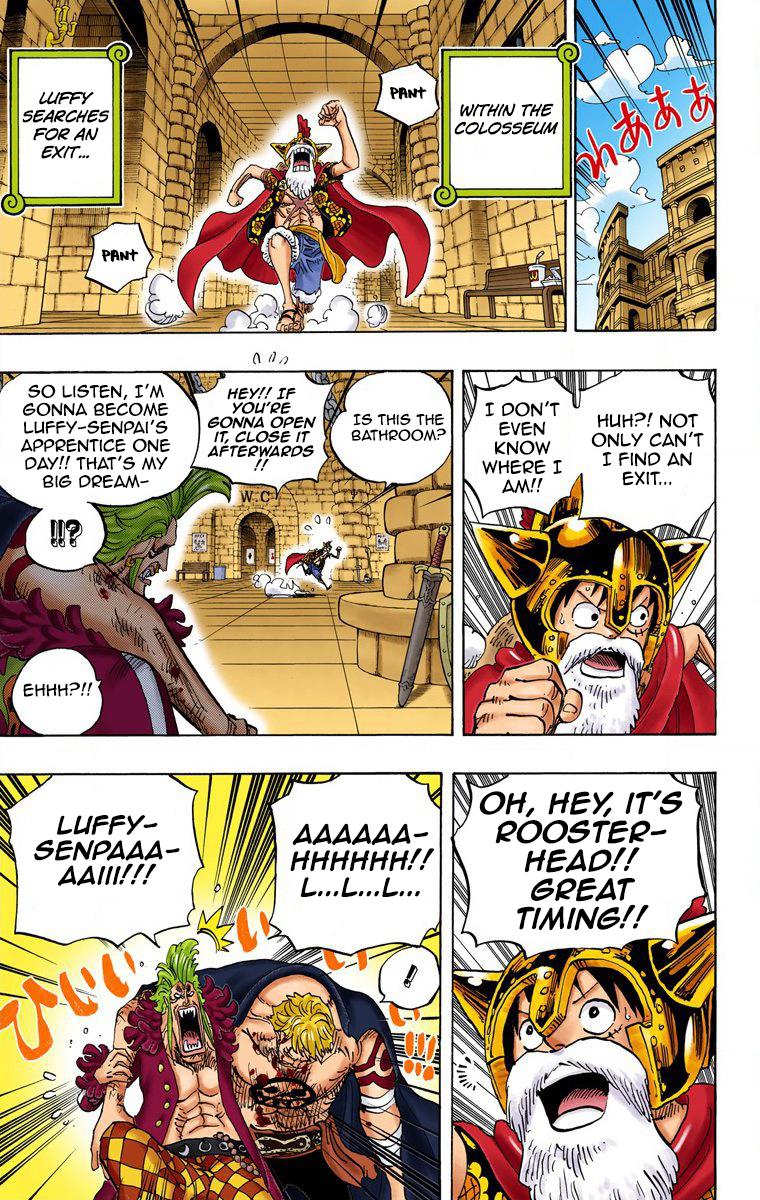 わあああ
WITHIN THE
COLOSSEUM
PANT
LUFFY
SEARCHES
FOR AN
EXIT...
PANT
HUH?! NOT
ONLY CAN'T
I FIND AN
EXIT...
I DON'T
EVEN
KNOW
WHERE I
AM!!
IS THIS THE
BATHROOM?
HEY!! IF
YOU'RE
GONNA OPEN
IT, CLOSE IT
AFTERWARDS
!!
W.C
SO LISTEN, I'M
GONNA BECOME
LUFFY-SENPAI'S
APPRENTICE ONE
DAY!! THAT'S MY
BIG DREAM-
!!?
EHHH?!!
OH, HEY, IT'S
ROOSTER-
HEAD!!
GREAT
TIMING!!
AAAAAA-
HHHHHH!!
L...L...L...
LUFFY-
SENPAAA-
AAIII!!!
!
ひいいい